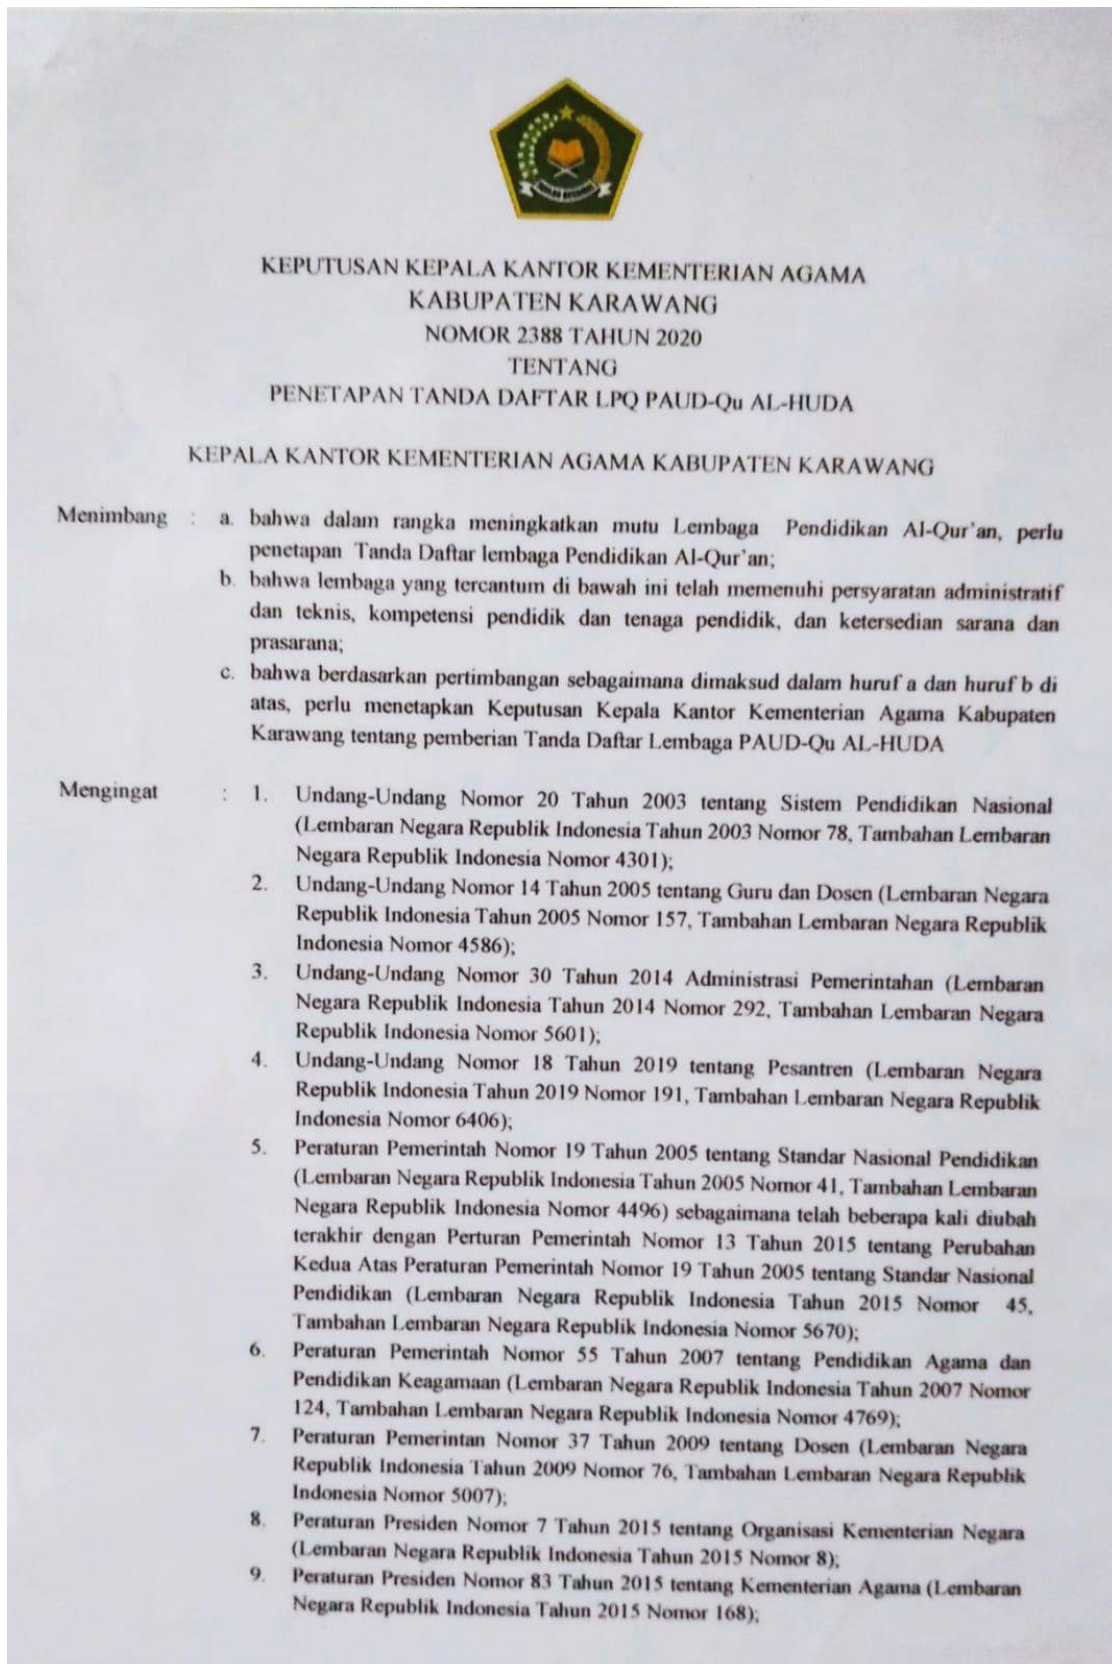 KEPUTUSAN KEPALA KANTOR KEMENTERIAN AGAMA
KABUPATEN KARAWANG
NOMOR 2388 TAHUN 2020
TENTANG
PENETAPAN TANDA DAFTAR LPQ PAUD-Qu AL-HUDA
KEPALA KANTOR KEMENTERIAN AGAMA KABUPATEN KARAWANG
Menimbang : a. bahwa dalam rangka meningkatkan mutu Lembaga Pendidikan Al-Qur'an, perlu
penetapan Tanda Daftar lembaga Pendidikan Al-Qur'an;
b. bahwa lembaga yang tercantum di bawah ini telah memenuhi persyaratan administratif
dan teknis, kompetensi pendidik dan tenaga pendidik, dan ketersedian sarana dan
prasarana;
c. bahwa berdasarkan pertimbangan sebagaimana dimaksud dalam huruf a dan huruf b di
atas, perlu menetapkan Keputusan Kepala Kantor Kementerian Agama Kabupaten
Karawang tentang pemberian Tanda Daftar Lembaga PAUD-Qu AL-HUDA
Mengingat : 1. Undang-Undang Nomor 20 Tahun 2003 tentang Sistem Pendidikan Nasional
(Lembaran Negara Republik Indonesia Tahun 2003 Nomor 78, Tambahan Lembaran
Negara Republik Indonesia Nomor 4301);
2. Undang-Undang Nomor 14 Tahun 2005 tentang Guru dan Dosen (Lembaran Negara
Republik Indonesia Tahun 2005 Nomor 157, Tambahan Lembaran Negara Republik
Indonesia Nomor 4586);
3. Undang-Undang Nomor 30 Tahun 2014 Administrasi Pemerintahan (Lembaran
Negara Republik Indonesia Tahun 2014 Nomor 292, Tambahan Lembaran Negara
Republik Indonesia Nomor 5601);
4. Undang-Undang Nomor 18 Tahun 2019 tentang Pesantren (Lembaran Negara
Republik Indonesia Tahun 2019 Nomor 191, Tambahan Lembaran Negara Republik
Indonesia Nomor 6406);
5. Peraturan Pemerintah Nomor 19 Tahun 2005 tentang Standar Nasional Pendidikan
(Lembaran Negara Republik Indonesia Tahun 2005 Nomor 41, Tambahan Lembaran
Negara Republik Indonesia Nomor 4496) sebagaimana telah beberapa kali diubah
terakhir dengan Perturan Pemerintah Nomor 13 Tahun 2015 tentang Perubahan
Kedua Atas Peraturan Pemerintah Nomor 19 Tahun 2005 tentang Standar Nasional
Pendidikan (Lembaran Negara Republik Indonesia Tahun 2015 Nomor 45,
Tambahan Lembaran Negara Republik Indonesia Nomor 5670);
6. Peraturan Pemerintah Nomor 55 Tahun 2007 tentang Pendidikan Agama dan
Pendidikan Keagamaan (Lembaran Negara Republik Indonesia Tahun 2007 Nomor
124, Tambahan Lembaran Negara Republik Indonesia Nomor 4769);
7. Peraturan Pemerintan Nomor 37 Tahun 2009 tentang Dosen (Lembaran Negara
Republik Indonesia Tahun 2009 Nomor 76, Tambahan Lembaran Negara Republik
Indonesia Nomor 5007);
8. Peraturan Presiden Nomor 7 Tahun 2015 tentang Organisasi Kementerian Negara
(Lembaran Negara Republik Indonesia Tahun 2015 Nomor 8);
9. Peraturan Presiden Nomor 83 Tahun 2015 tentang Kementerian Agama (Lembaran
Negara Republik Indonesia Tahun 2015 Nomor 168);